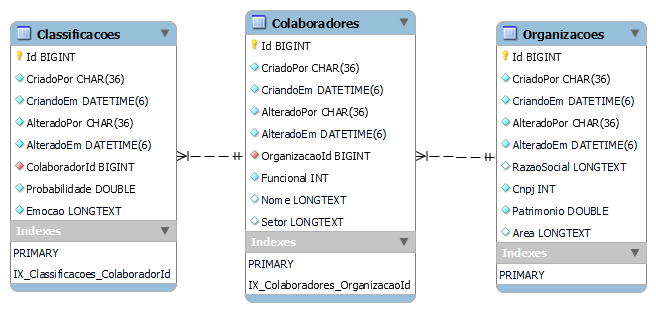 Classificacoes
Id BIGINT
CriadoPor CHAR(36)
CriandoEm DATETIME(6)
AlteradoPor CHAR(36)
AlteradoEm DATETIME(6)
ColaboradorId BIGINT
Probabilidade DOUBLE
Emocao LONGTEXT
Indexes
PRIMARY
IX_Classificacoes_ColaboradorId
Colaboradores
Id BIGINT
CriadoPor CHAR(36)
CriandoEm DATETIME(6)
AlteradoPor CHAR(36)
AlteradoEm DATETIME(6)
OrganizacaoId BIGINT
Funcional INT
Nome LONGTEXT
Setor LONGTEXT
Indexes
PRIMARY
IX_Colaboradores_OrganizacaoId
Organizacoes
Id BIGINT
CriadoPor CHAR(36)
CriandoEm DATETIME(6)
AlteradoPor CHAR(36)
AlteradoEm DATETIME(6)
RazaoSocial LONGTEXT
Cnpj INT
Patrimonio DOUBLE
Area LONGTEXT
Indexes
PRIMARY